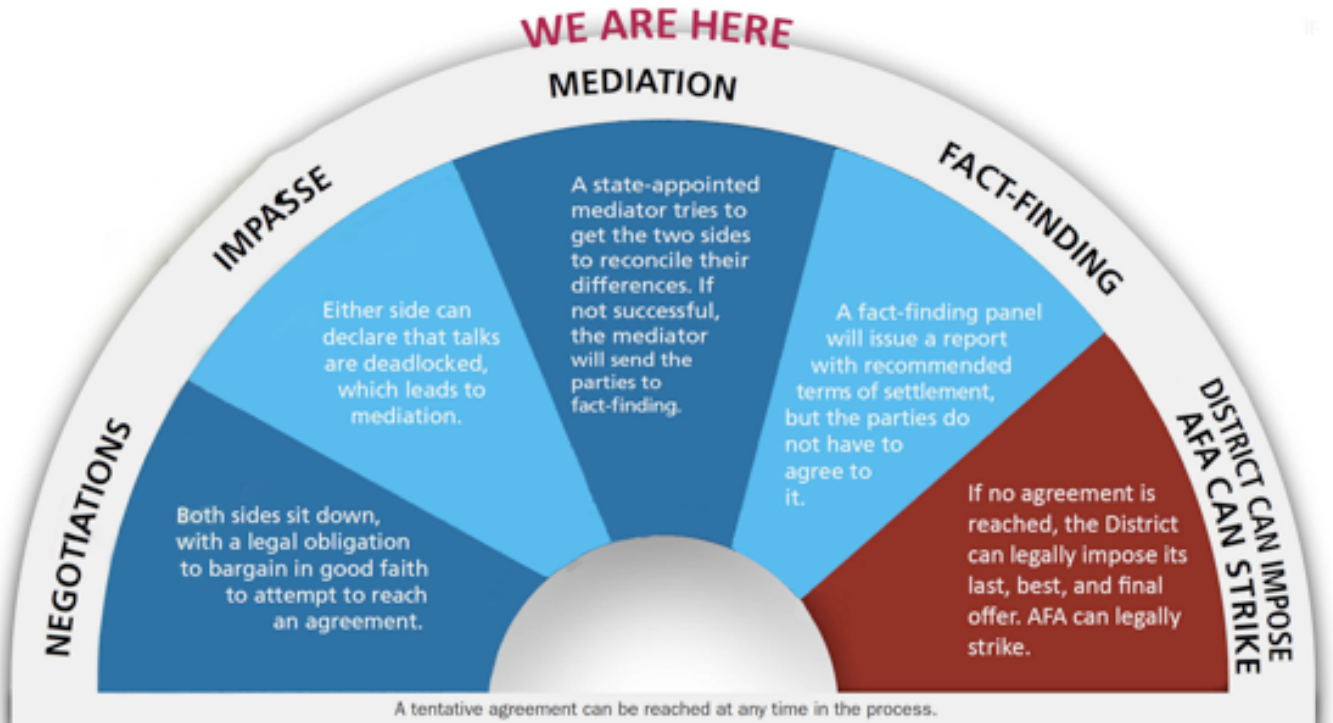 WE ARE HERE
NEGOTIATIONS
Both sides sit down,
with a legal obligation
to bargain in good faith
to attempt to reach
an agreement.
IMPASSE
Either side can
declare that talks
are deadlocked,
which leads to
mediation.
MEDIATION
A state-appointed
mediator tries to
get the two sides
to reconcile their
differences. If
not successful,
the mediator
will send the
parties to
fact-finding.
FACT-FINDING
A fact-finding panel
will issue a report
with recommended
terms of settlement,
but the parties do
not have to
agree to
it.
DISTRICT CAN IMPOSE
AFA CAN STRIKE
If no agreement is
reached, the District
can legally impose its
last, best, and final
offer. AFA can legally
strike.
A tentative agreement can be reached at any time in the process.